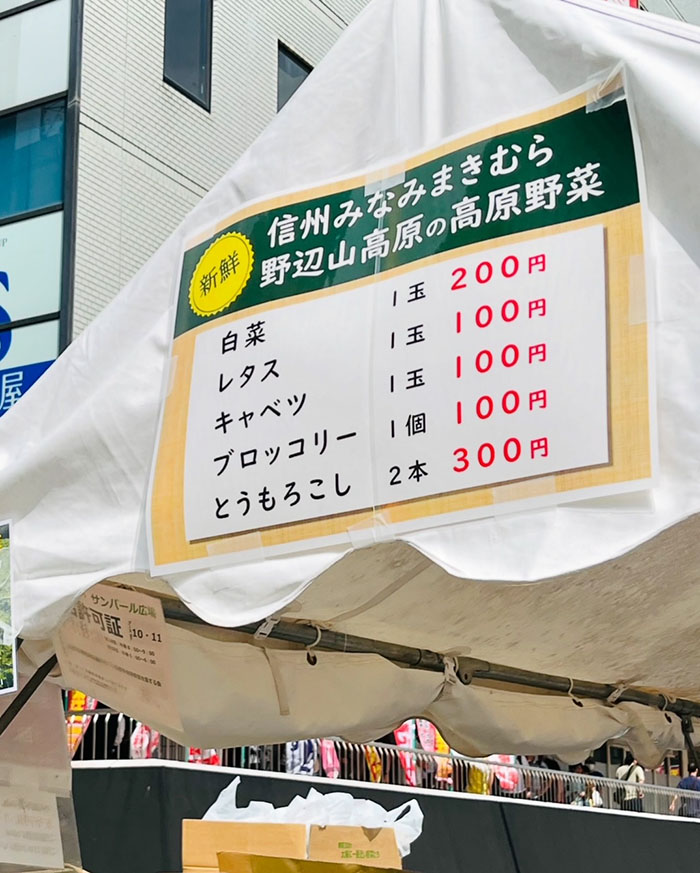 信州みなみまきむら
野辺山高原の高原野菜
新鮮
白菜 1玉 200円
レタス 1玉 100円
キャベツ 1玉 100円
ブロッコリー 1個 100円
とうもろこし 2本 300円
サンパール広場
許可証
10-11
屋